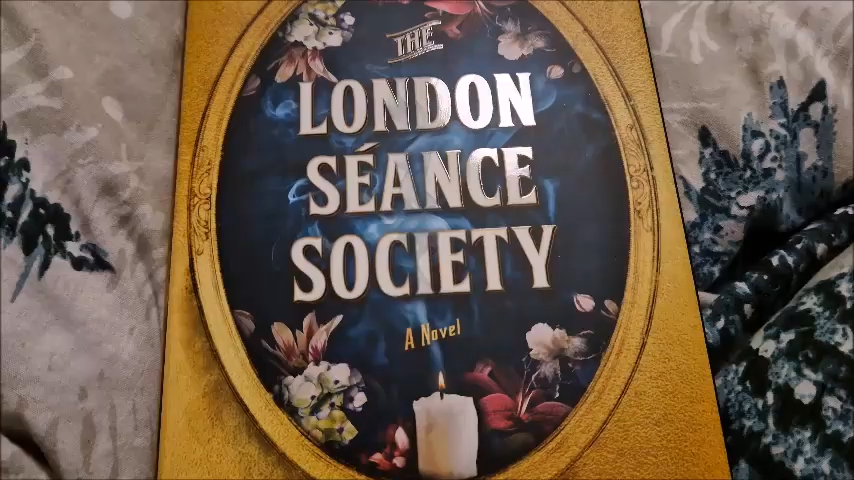 THE
LONDON
SÉANCE
SOCIETY
A Novel